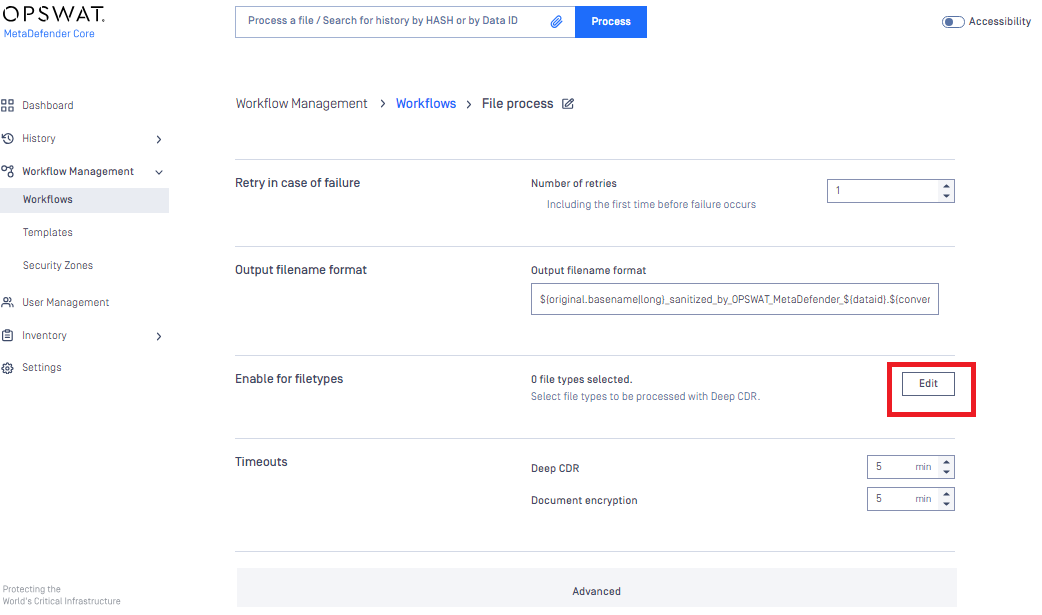 OPSWAT.
MetaDefender Core
Process a file / Search for history by HASH or by Data ID
Process
Accessibility
Dashboard
History
Workflow Management
Workflows
Templates
Security Zones
User Management
Inventory
Settings
Workflow Management > Workflows > File process
Retry in case of failure
Number of retries
1
Including the first time before failure occurs
Output filename format
Output filename format
${original.basename|long}_sanitized_by_OPSWAT_MetaDefender_${dataid}.${conver
Enable for filetypes
0 file types selected.
Edit
Select file types to be processed with Deep CDR.
Timeouts
Deep CDR
5 min
Document encryption
5 min
Advanced
Protecting the
World's Critical Infrastructure